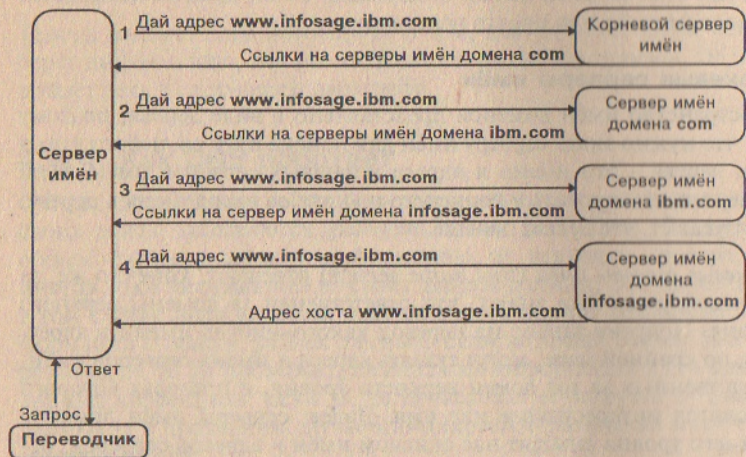 1 Дай адрес www.infosage.ibm.com
Корневой сервер
имён
Ссылки на серверы имён домена com
2 Дай адрес www.infosage.ibm.com
Сервер имён
домена com
Ссылки на серверы имён домена ibm.com
Сервер
имён
3 Дай адрес www.infosage.ibm.com
Сервер имён
домена ibm.com
Ссылки на сервер имён домена infosage.ibm.com
4 Дай адрес www.infosage.ibm.com
Сервер имён
домена
infosage.ibm.com
Адрес хоста www.infosage.ibm.com
Ответ
Запрос
Переводчик